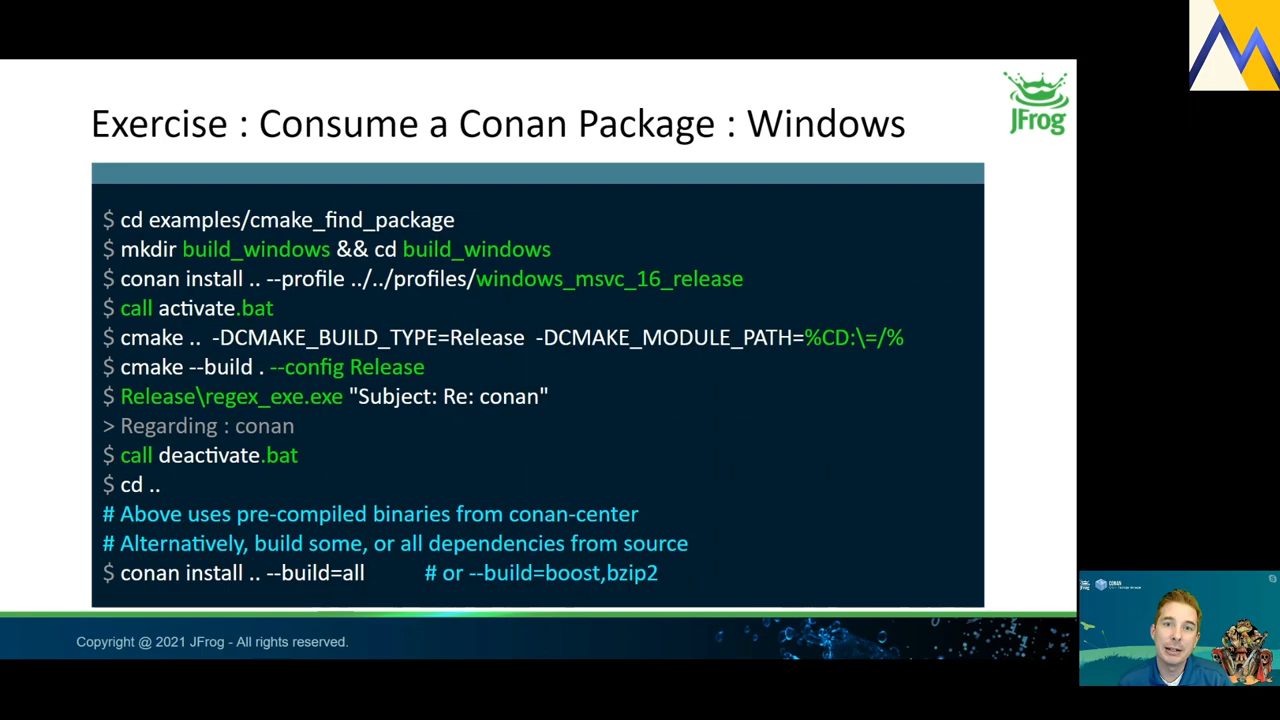 Exercise : Consume a Conan Package : Windows
JFrog
$ cd examples/cmake_find_package
$ mkdir build_windows && cd build_windows
$ conan install .. --profile ../../profiles/windows_msvc_16_release
$ call activate.bat
$ cmake .. -DCMAKE_BUILD_TYPE=Release -DCMAKE_MODULE_PATH=%CD:\=/%
$ cmake --build . --config Release
$ Release\regex_exe.exe "Subject: Re: conan"
> Regarding : conan
$ call deactivate.bat
$ cd ..
# Above uses pre-compiled binaries from conan-center
# Alternatively, build some, or all dependencies from source
$ conan install .. --build=all # or --build=boost,bzip2
Copyright @ 2021 JFrog - All rights reserved.
CONAN